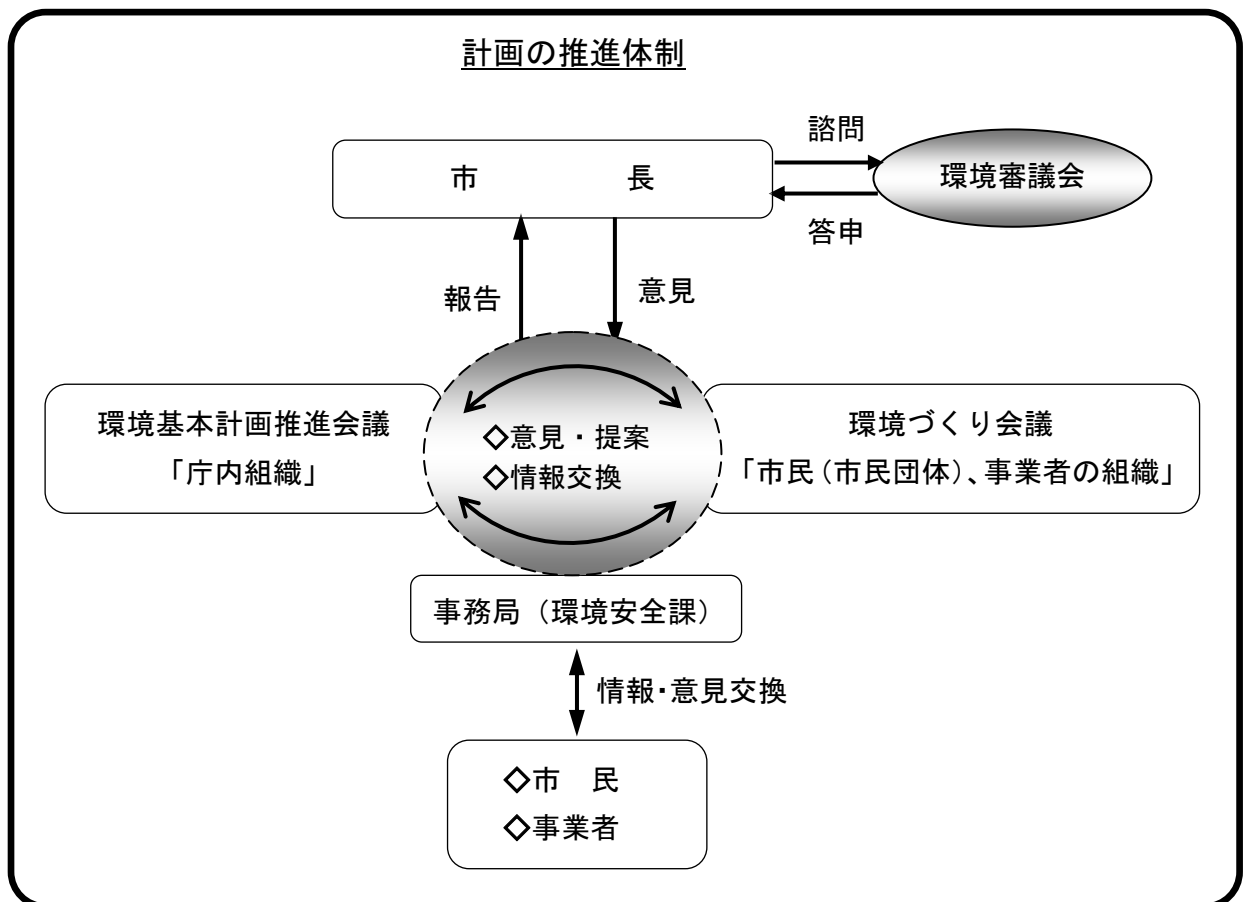 計画の推進体制
諮問
市　　　　長
環境審議会
答申
報告
意見
環境基本計画推進会議
「庁内組織」
◇意見・提案
◇情報交換
環境づくり会議
「市民（市民団体）、事業者の組織」
事務局（環境安全課）
情報・意見交換
◇市　民
◇事業者